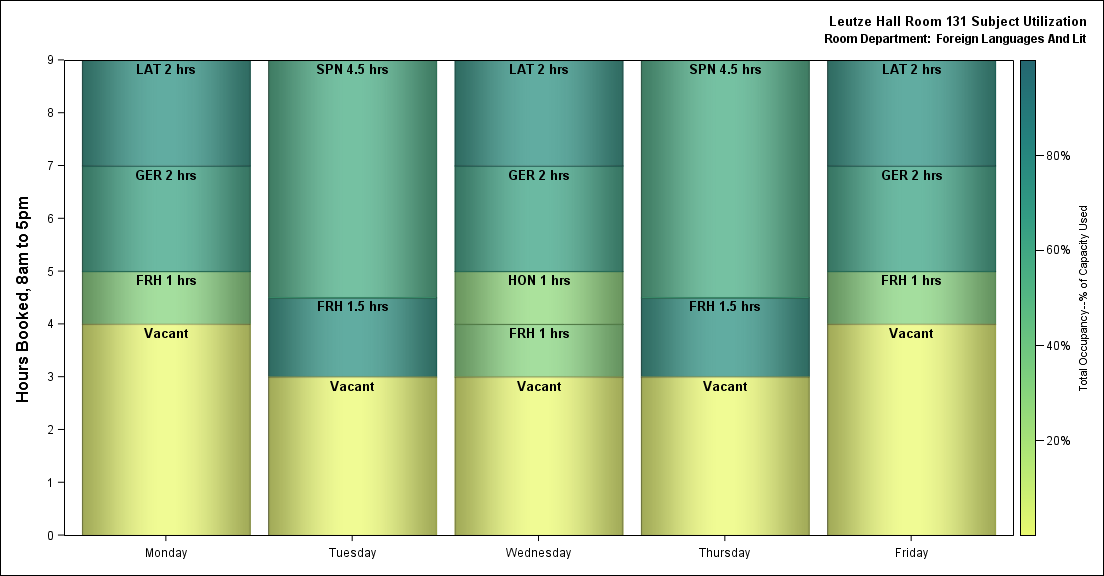 Leutze Hall Room 131 Subject Utilization
Room Department: Foreign Languages And Lit
Hours Booked, 8am to 5pm
9
8
7
6
5
4
3
2
1
0
LAT 2 hrs
GER 2 hrs
FRH 1 hrs
Vacant
Monday
SPN 4.5 hrs
FRH 1.5 hrs
Vacant
Tuesday
LAT 2 hrs
GER 2 hrs
HON 1 hrs
FRH 1 hrs
Vacant
Wednesday
SPN 4.5 hrs
FRH 1.5 hrs
Vacant
Thursday
LAT 2 hrs
GER 2 hrs
FRH 1 hrs
Vacant
Friday
80%
60%
40%
20%
Total Occupancy--% of Capacity Used